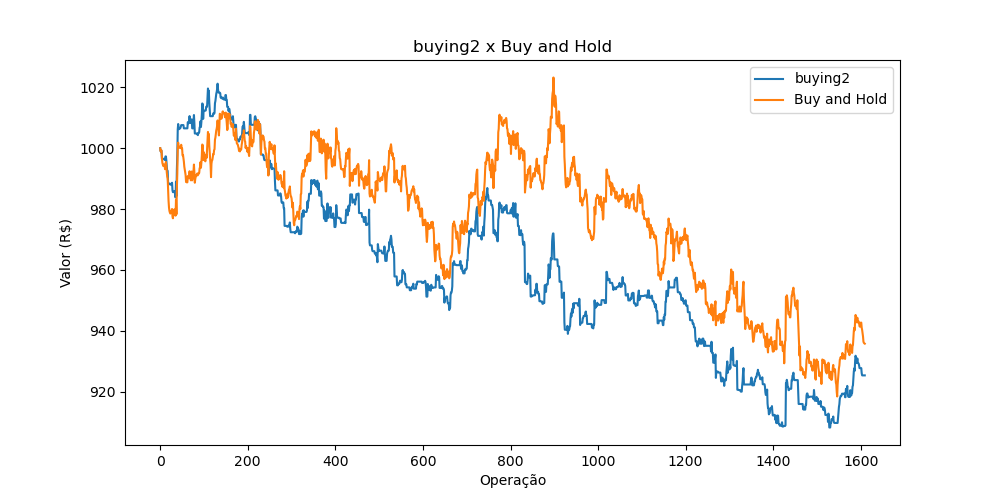 buying2 x Buy and Hold
buying2
Buy and Hold
Valor (R$)
1020
1000
980
960
940
920
0 200 400 600 800 1000 1200 1400 1600
Operação